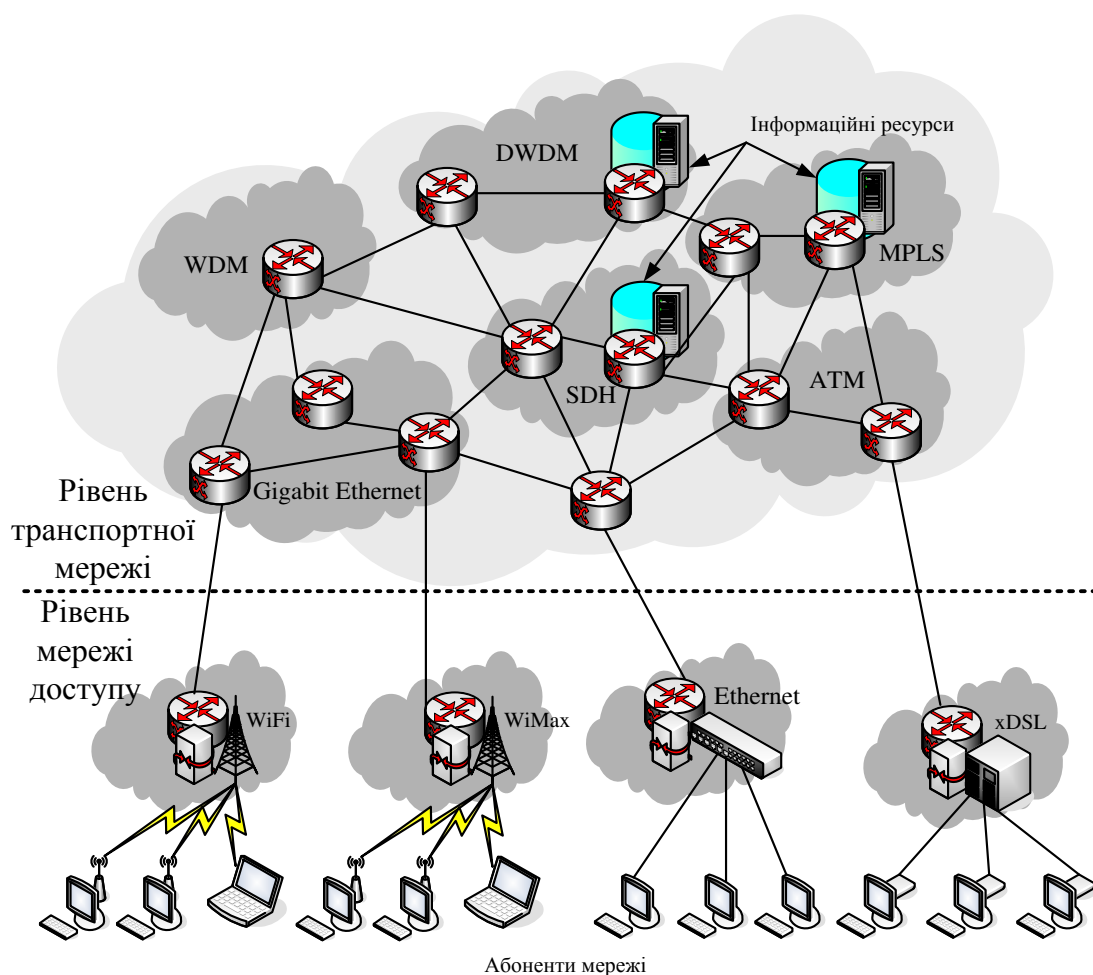 Інформаційні ресурси
DWDM
WDM
MPLS
SDH
ATM
Gigabit Ethernet
Рівень
транспортної
мережі
Рівень
мережі
доступу
WiFi
WiMax
Ethernet
xDSL
Абоненти мережі